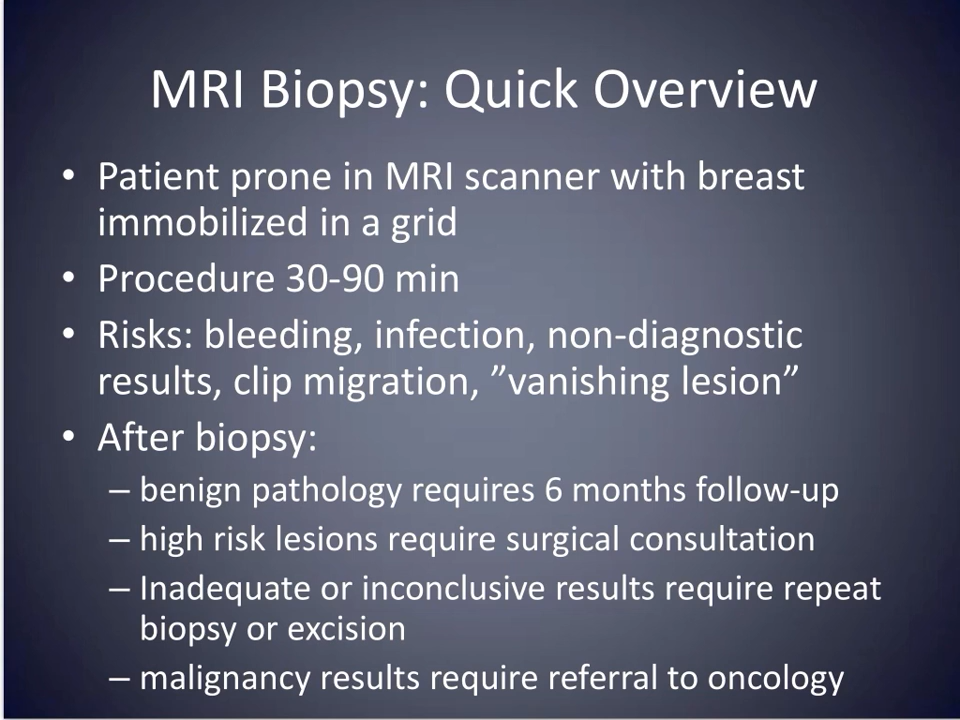 MRI Biopsy: Quick Overview
• Patient prone in MRI scanner with breast
immobilized in a grid
• Procedure 30-90 min
• Risks: bleeding, infection, non-diagnostic
results, clip migration, ”vanishing lesion”
• After biopsy:
– benign pathology requires 6 months follow-up
– high risk lesions require surgical consultation
– Inadequate or inconclusive results require repeat
biopsy or excision
– malignancy results require referral to oncology